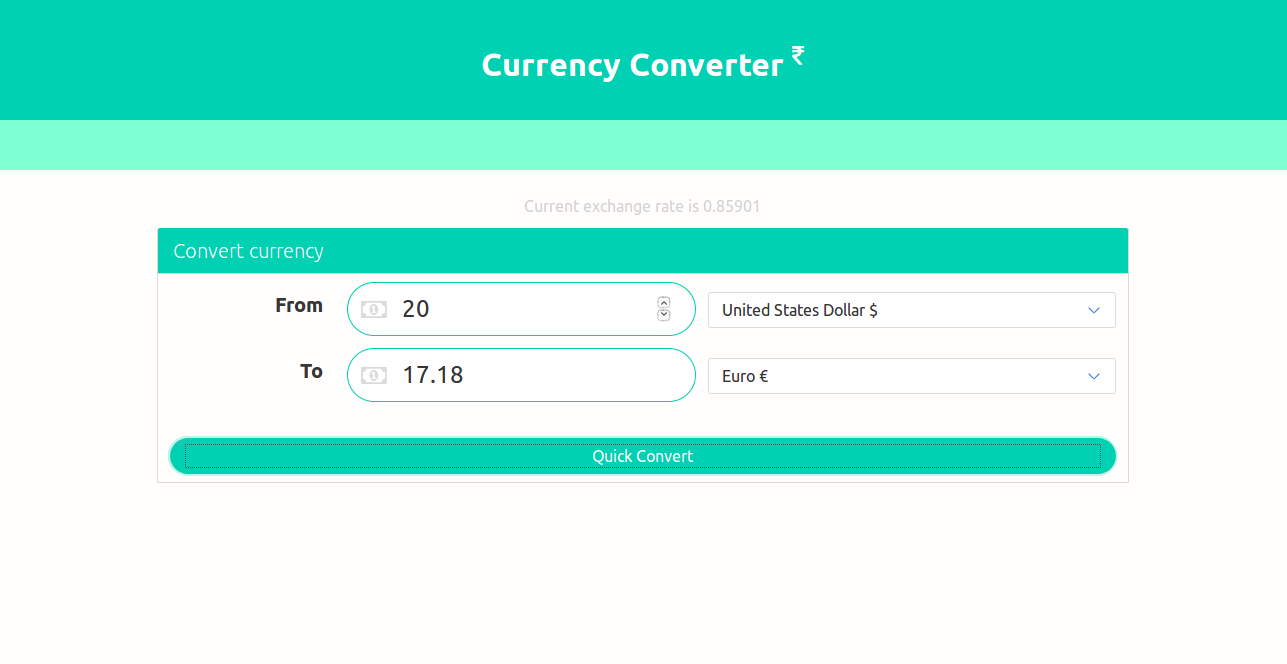 Currency Converter ₹
Current exchange rate is 0.85901
Convert currency
From 20 United States Dollar $
To 17.18 Euro €
Quick Convert